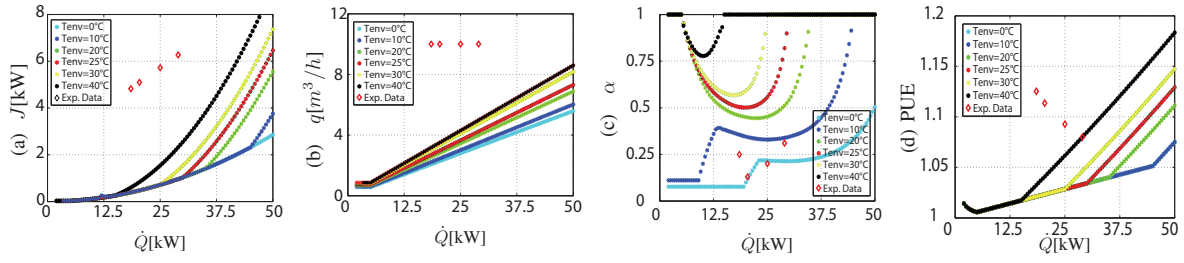 8
6
4
2
0
(a) J[kW]
Tenv=0°C
Tenv=10°C
Tenv=20°C
Tenv=25°C
Tenv=30°C
Tenv=40°C
Exp. Data
0 12.5 25 37.5 50
Q̇[kW]
12
9
6
3
0
(b) q[m³/h]
Tenv=0°C
Tenv=10°C
Tenv=20°C
Tenv=25°C
Tenv=30°C
Tenv=40°C
Exp. Data
0 12.5 25 37.5 50
Q̇[kW]
1
0.75
0.5
0.25
0
(c) α
Tenv=0°C
Tenv=10°C
Tenv=20°C
Tenv=25°C
Tenv=30°C
Tenv=40°C
Exp. Data
0 12.5 25 37.5 50
Q̇[kW]
1.2
1.15
1.1
1.05
1
(d) PUE
Tenv=0°C
Tenv=10°C
Tenv=20°C
Tenv=25°C
Tenv=30°C
Tenv=40°C
Exp. Data
0 12.5 25 37.5 50
Q̇[kW]